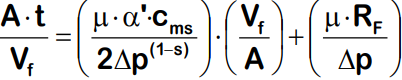 A·t / V_f = (μ·α'·c_ms / 2Δp^(1-s)) · (V_f / A) + (μ·R_F / Δp)